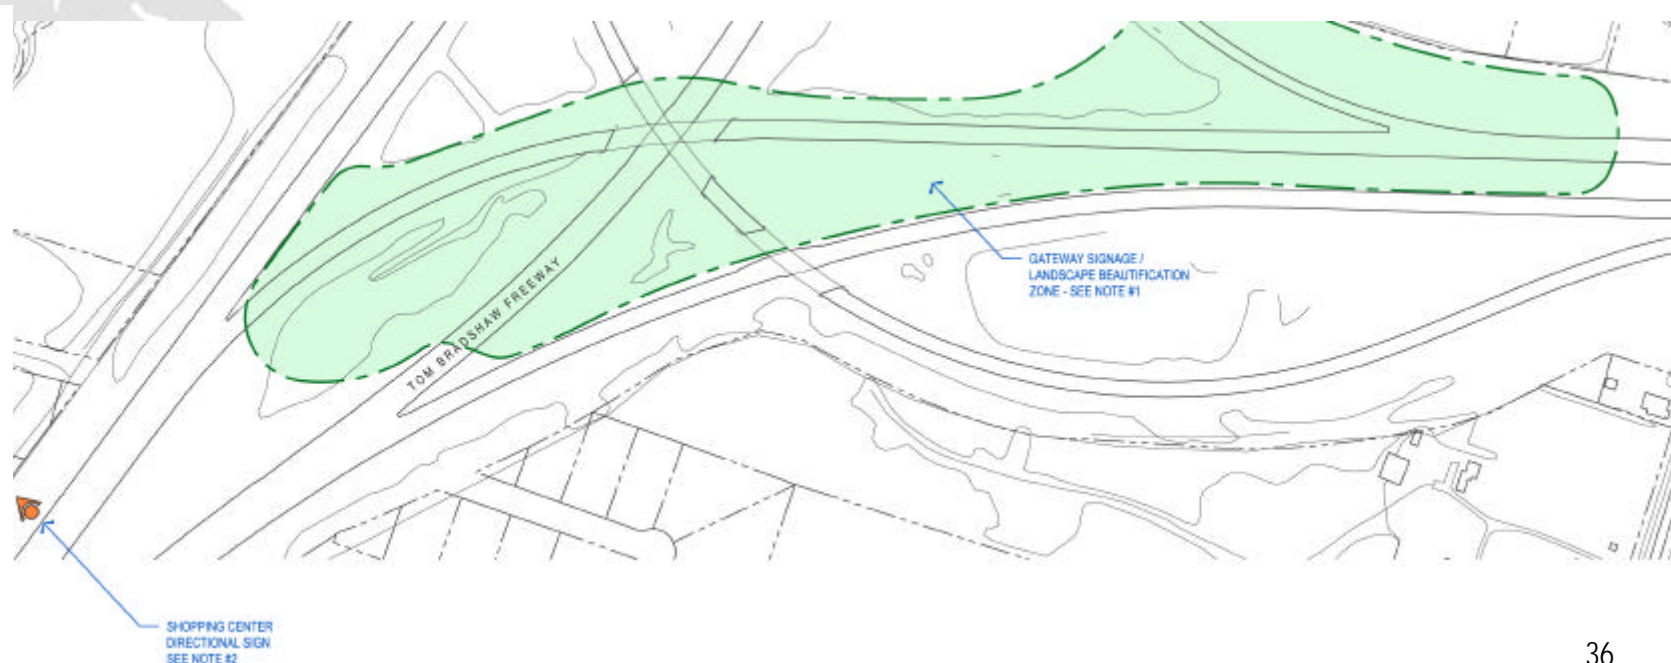 GATEWAY SIGNAGE /
LANDSCAPE BEAUTIFICATION
ZONE - SEE NOTE #1
TOM BRADSHAW FREEWAY
SHOPPING CENTER
DIRECTIONAL SIGN
SEE NOTE #2
36